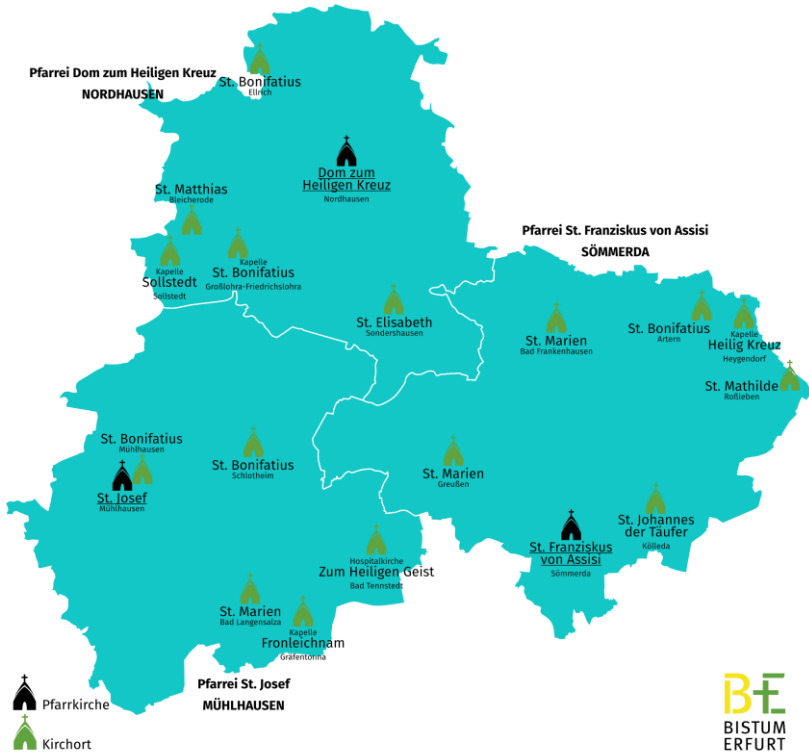 Pfarrei Dom zum Heiligen Kreuz
NORDHAUSEN
St. Bonifatius
Ellrich
Dom zum
Heiligen Kreuz
Nordhausen
St. Matthias
Bleicherode
Kapelle
Sollstedt
Sollstedt
Kapelle
St. Bonifatius
Großlohra-Friedrichslohra
St. Elisabeth
Sondershausen
Pfarrei St. Franziskus von Assisi
SÖMMERDA
St. Marien
Bad Frankenhausen
St. Bonifatius
Artern
Kapelle
Heilig Kreuz
Heygendorf
St. Mathilde
Roßleben
St. Marien
Greußen
St. Johannes
der Täufer
Kölleda
St. Franziskus
von Assisi
Sömmerda
St. Bonifatius
Mühlhausen
St. Josef
Mühlhausen
St. Bonifatius
Schlotheim
Hospitalkirche
Zum Heiligen Geist
Bad Tennstedt
St. Marien
Bad Langensalza
Kapelle
Fronleichnam
Gräfentonna
Pfarrei St. Josef
MÜHLHAUSEN
Pfarrkirche
Kirchort
BE
BISTUM
ERFURT